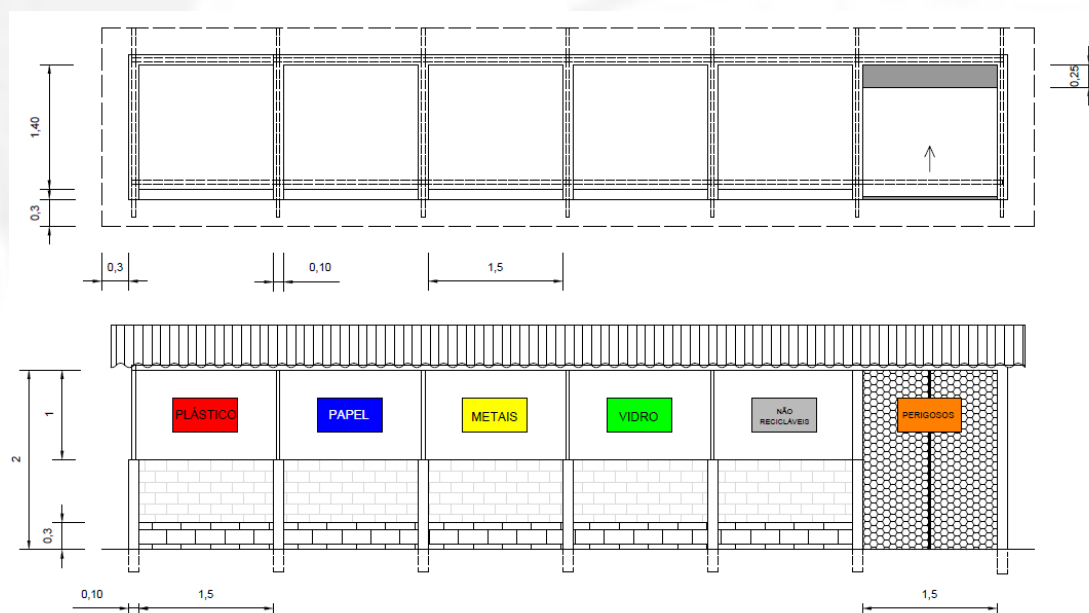 0,25
1,40
0,3
0,3
0,10
1,5
PLÁSTICO
PAPEL
METAIS
VIDRO
NÃO
RECICLÁVEIS
PERIGOSOS
1
2
0,3
0,10
1,5
1,5